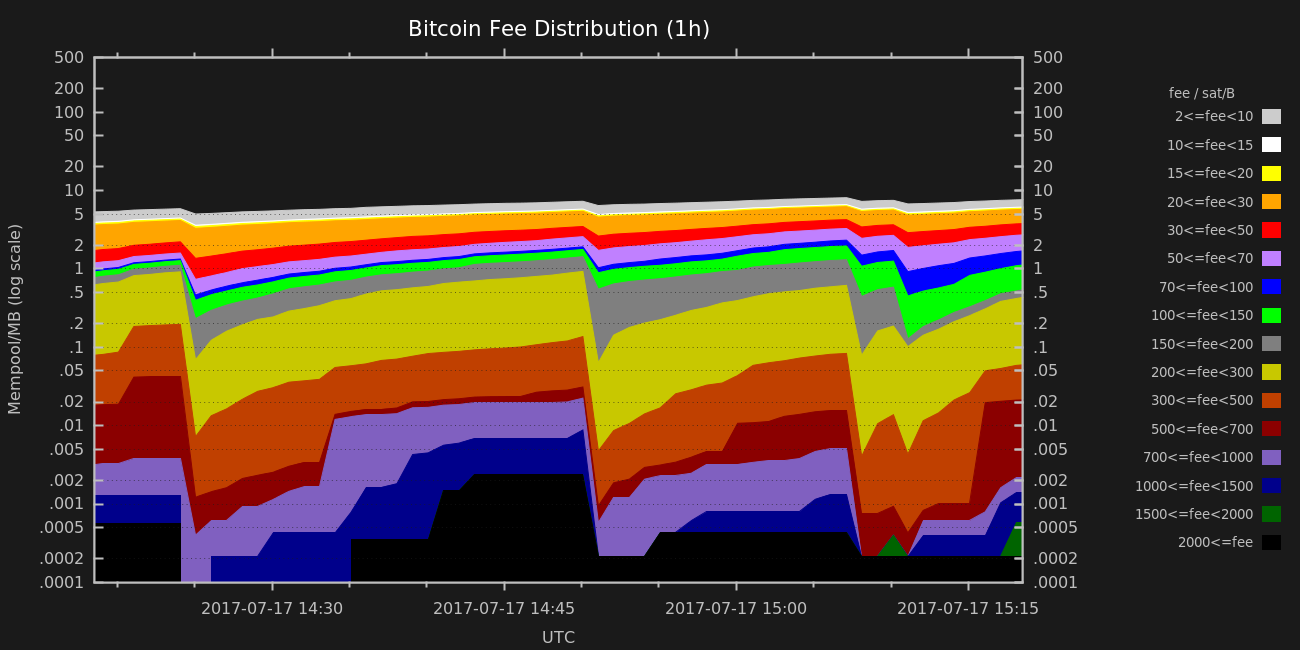 Bitcoin Fee Distribution (1h)
Mempool/MB (log scale)
500
200
100
50
20
10
5
2
1
.5
.2
.1
.05
.02
.01
.005
.002
.001
.0005
.0002
.0001
500
200
100
50
20
10
5
2
1
.5
.2
.1
.05
.02
.01
.005
.002
.001
.0005
.0002
.0001
2017-07-17 14:30 2017-07-17 14:45 2017-07-17 15:00 2017-07-17 15:15
UTC
fee / sat/B
2<=fee<10
10<=fee<15
15<=fee<20
20<=fee<30
30<=fee<50
50<=fee<70
70<=fee<100
100<=fee<150
150<=fee<200
200<=fee<300
300<=fee<500
500<=fee<700
700<=fee<1000
1000<=fee<1500
1500<=fee<2000
2000<=fee